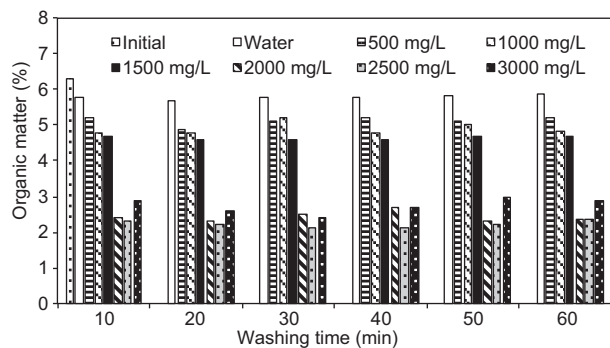 Initial Water 500 mg/L 1000 mg/L
1500 mg/L 2000 mg/L 2500 mg/L 3000 mg/L
Organic matter (%)
8
7
6
5
4
3
2
1
0
10 20 30 40 50 60
Washing time (min)